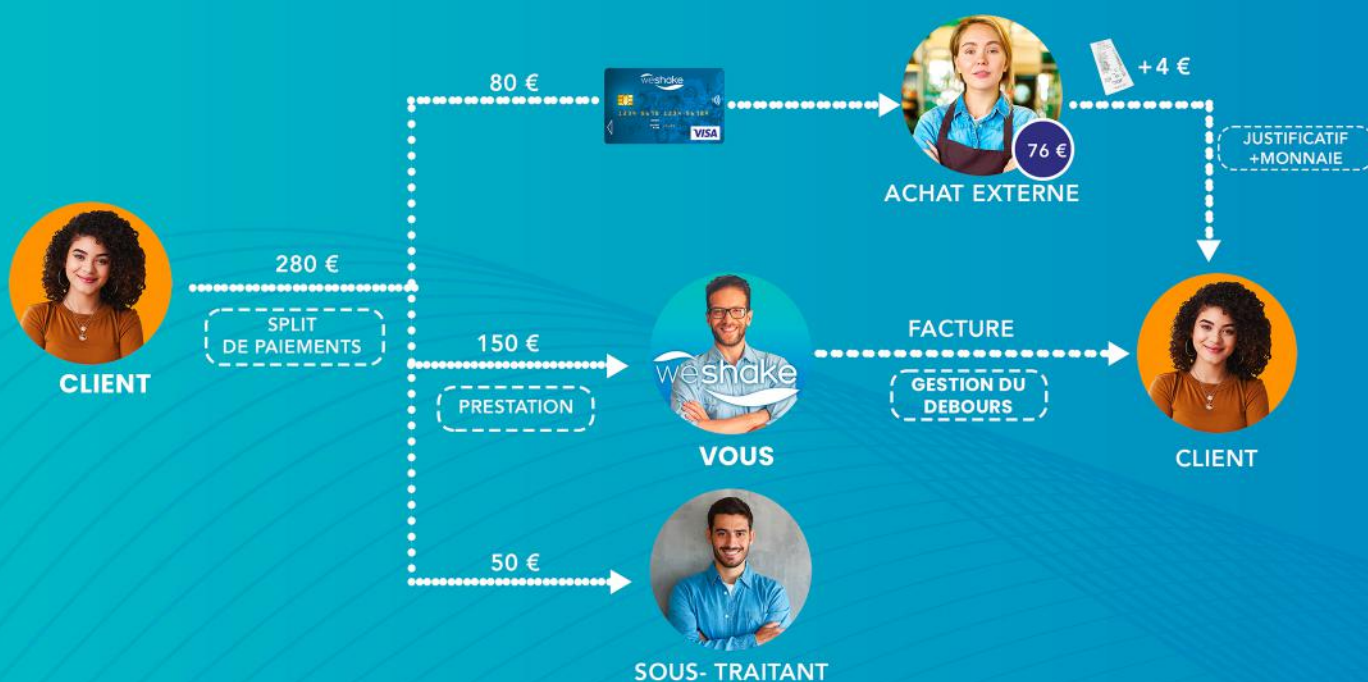 80 €
weshake
VISA
76 €
+4 €
JUSTIFICATIF
+MONNAIE
ACHAT EXTERNE
280 €
SPLIT
DE PAIEMENTS
CLIENT
150 €
PRESTATION
weshake
VOUS
FACTURE
GESTION DU
DEBOURS
CLIENT
50 €
SOUS- TRAITANT